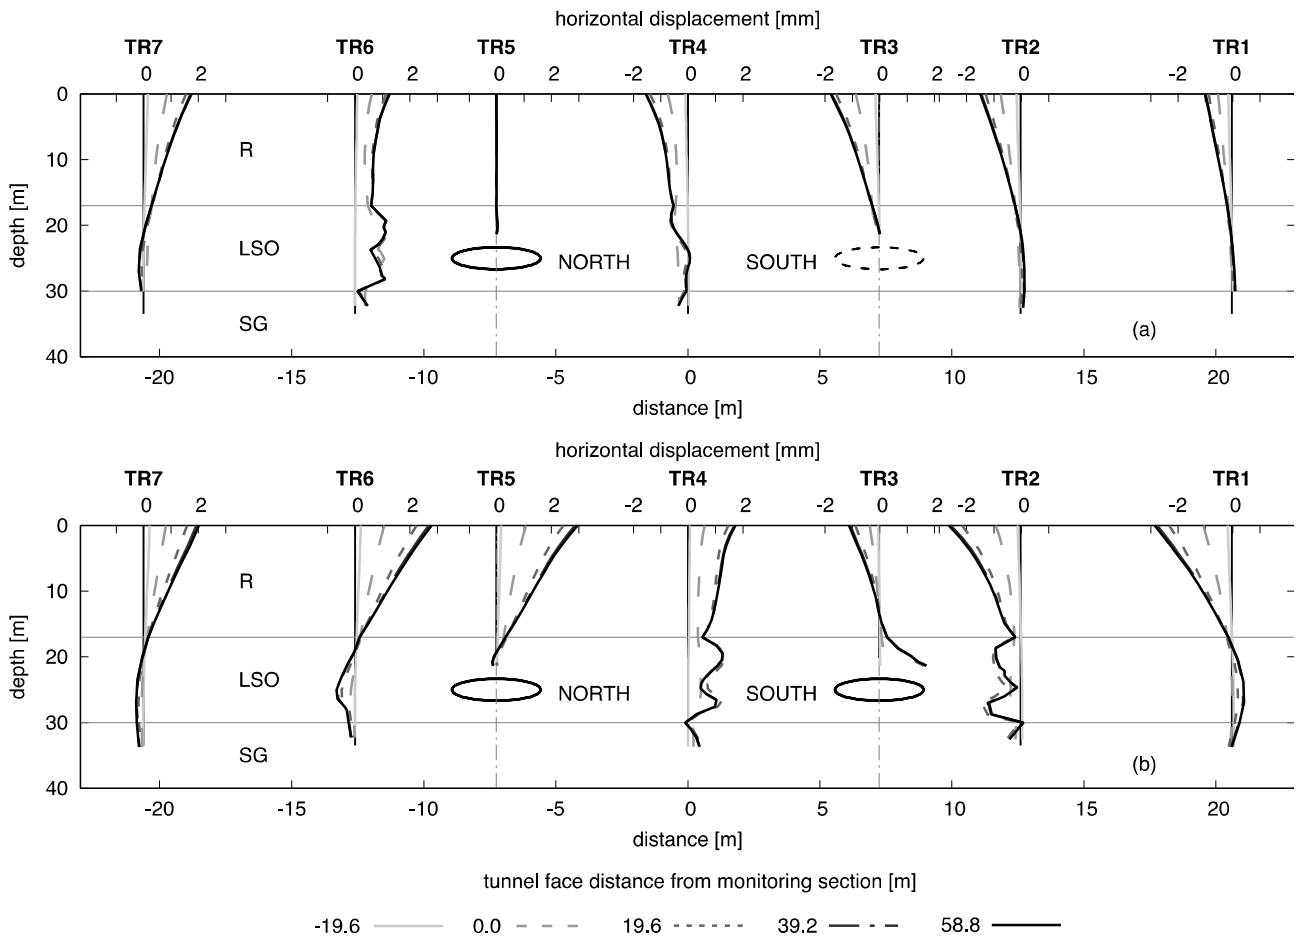 horizontal displacement [mm]
TR7 TR6 TR5 TR4 TR3 TR2 TR1
0 2 0 2 0 -2 0 -2 0 2 -2 0 -2 0
0
10
20
30
40
depth [m]
R
LSO
SG
NORTH
SOUTH
(a)
-20 -15 -10 -5 0 5 10 15 20
distance [m]
horizontal displacement [mm]
TR7 TR6 TR5 TR4 TR3 TR2 TR1
0 2 0 2 0 2 -2 0 2 -2 0 2 -2 0 -2 0
0
10
20
30
40
depth [m]
R
LSO
SG
NORTH
SOUTH
(b)
-20 -15 -10 -5 0 5 10 15 20
distance [m]
tunnel face distance from monitoring section [m]
-19.6 0.0 19.6 39.2 58.8